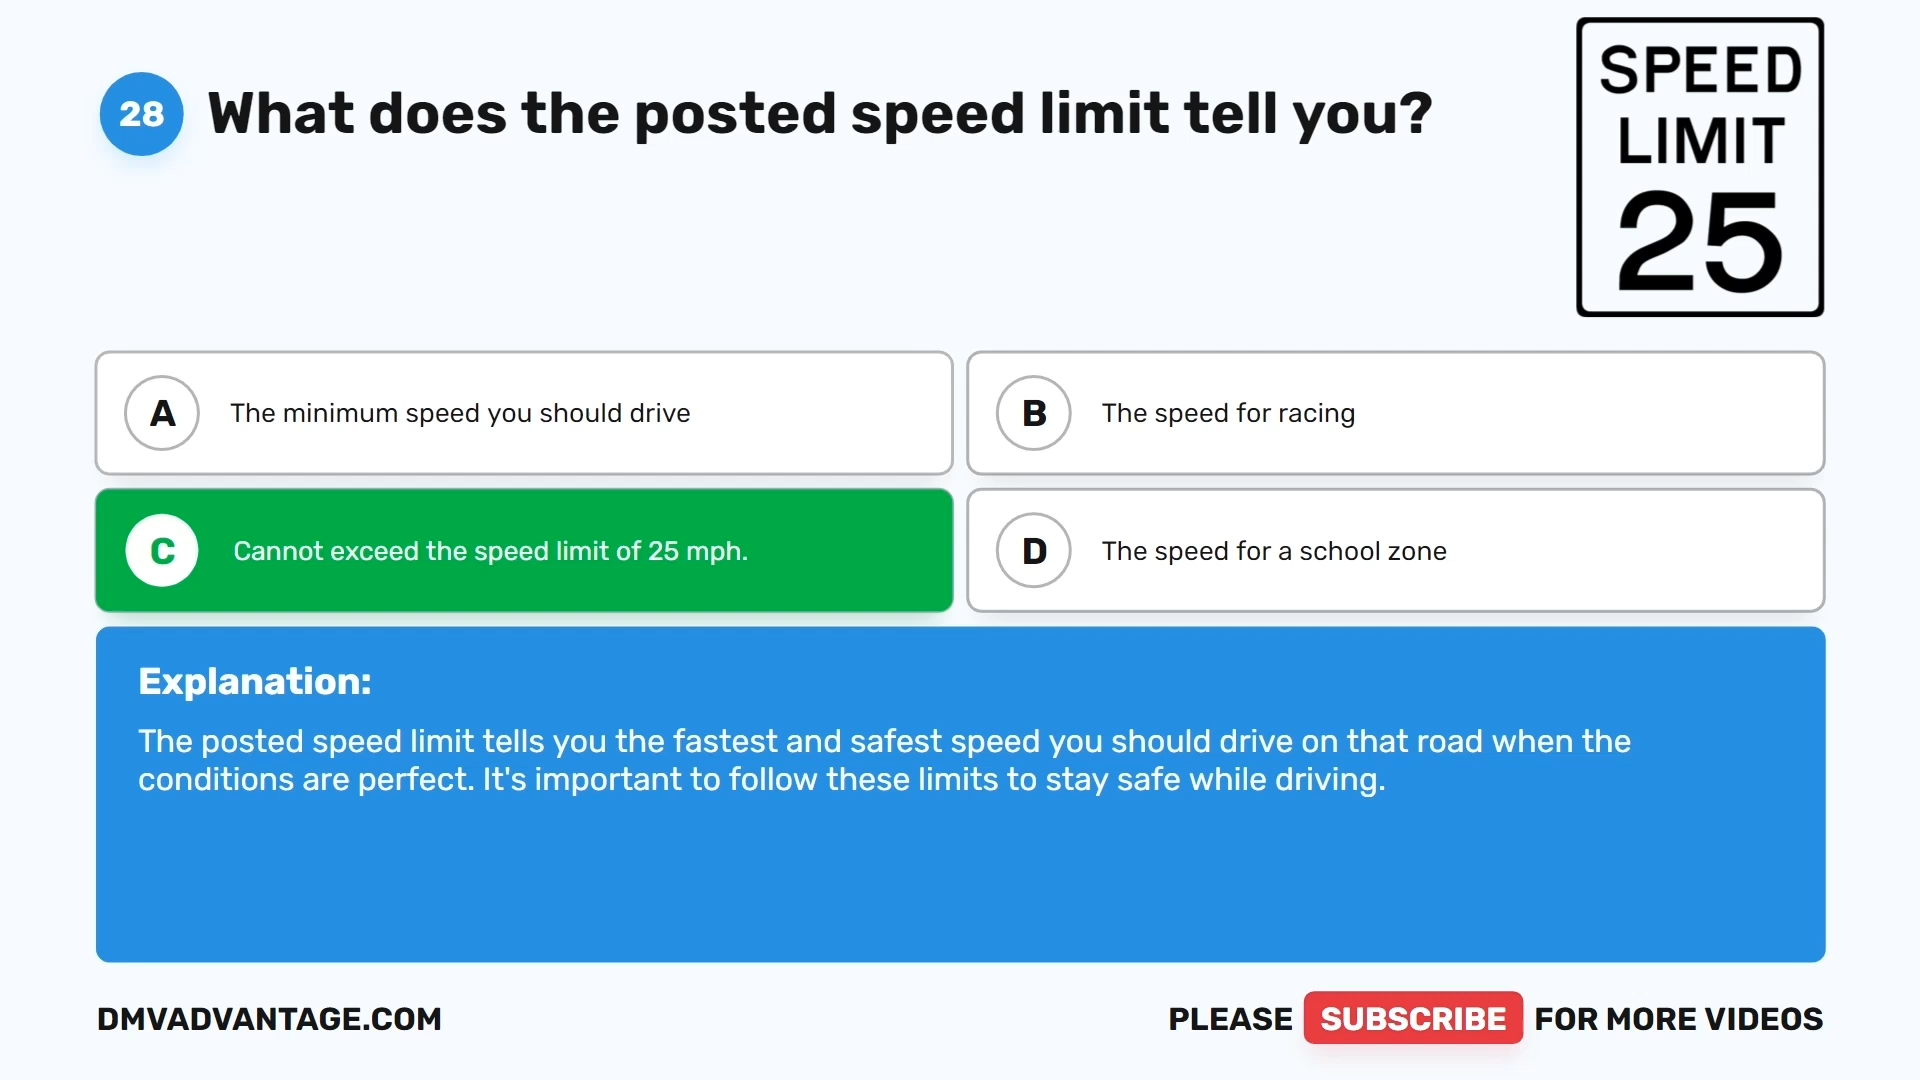 28 What does the posted speed limit tell you?
SPEED
LIMIT
25
A The minimum speed you should drive
B The speed for racing
C Cannot exceed the speed limit of 25 mph.
D The speed for a school zone
Explanation:
The posted speed limit tells you the fastest and safest speed you should drive on that road when the
conditions are perfect. It's important to follow these limits to stay safe while driving.
DMVADVANTAGE.COM
PLEASE SUBSCRIBE FOR MORE VIDEOS